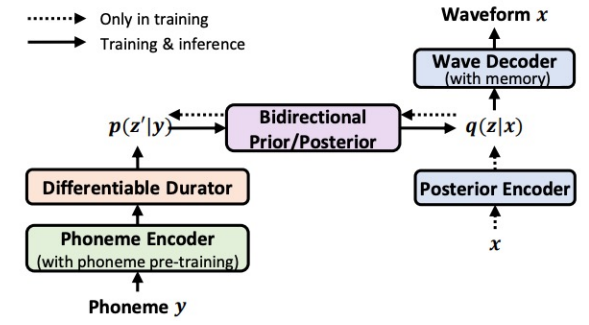 Only in training
Training & inference
Waveform x
Wave Decoder
(with memory)
p(z'|y)
Bidirectional
Prior/Posterior
q(z|x)
Differentiable Durator
Posterior Encoder
Phoneme Encoder
(with phoneme pre-training)
x
Phoneme y